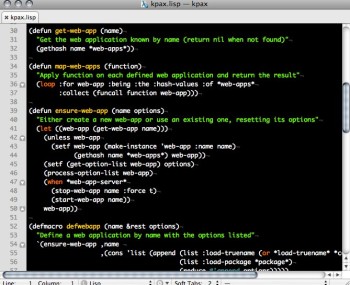 kpax.lisp — kpax
kpax.lisp
30 (defun get-web-app (name)
31 "Get the web application known by name (return nil when not found)"
32 (gethash name *web-apps*))
33
34 (defun map-web-apps (function)
35 "Apply function on each defined web application and return the result"
36 (loop :for web-app :being :the :hash-values :of *web-apps*
37 :collect (funcall function web-app)))
38
39 (defun ensure-web-app (name options)
40 "Either create a new web-app or use an existing one, resetting its options"
41 (let ((web-app (get-web-app name)))
42 (unless web-app
43 (setf web-app (make-instance 'web-app :name name)
44 (gethash name *web-apps*) web-app))
45 (setf (get-option-list web-app) options)
46 (process-option-list web-app)
47 (when *web-app-server*
48 (stop-web-app name :force t)
49 (start-web-app name))
50 web-app))
51
52 (defmacro defwebapp (name &rest options)
53 "Define a web application by name with the options listed"
54 `(ensure-web-app ,name
55 ,(cons 'list (append (list :load-truename (or *load-truename* *c
56 (list :load-package *package*)
57 (reduce #'append options)))))
Line: 1 Column: 1 Lisp Soft Tabs: 2 —